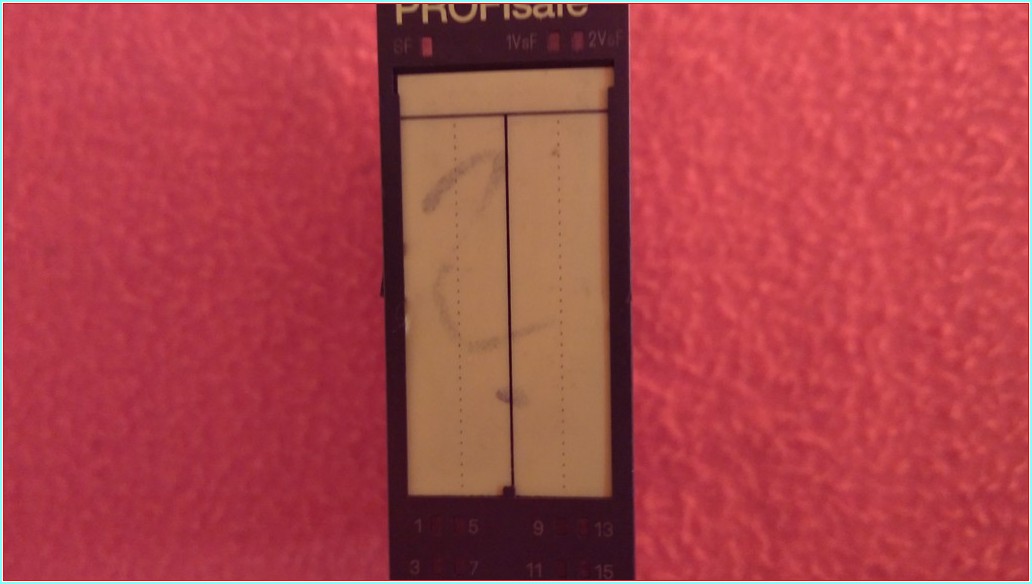 PROFIsafe
SF 1VsF 2VsF
1 5 9 13
3 7 11 15